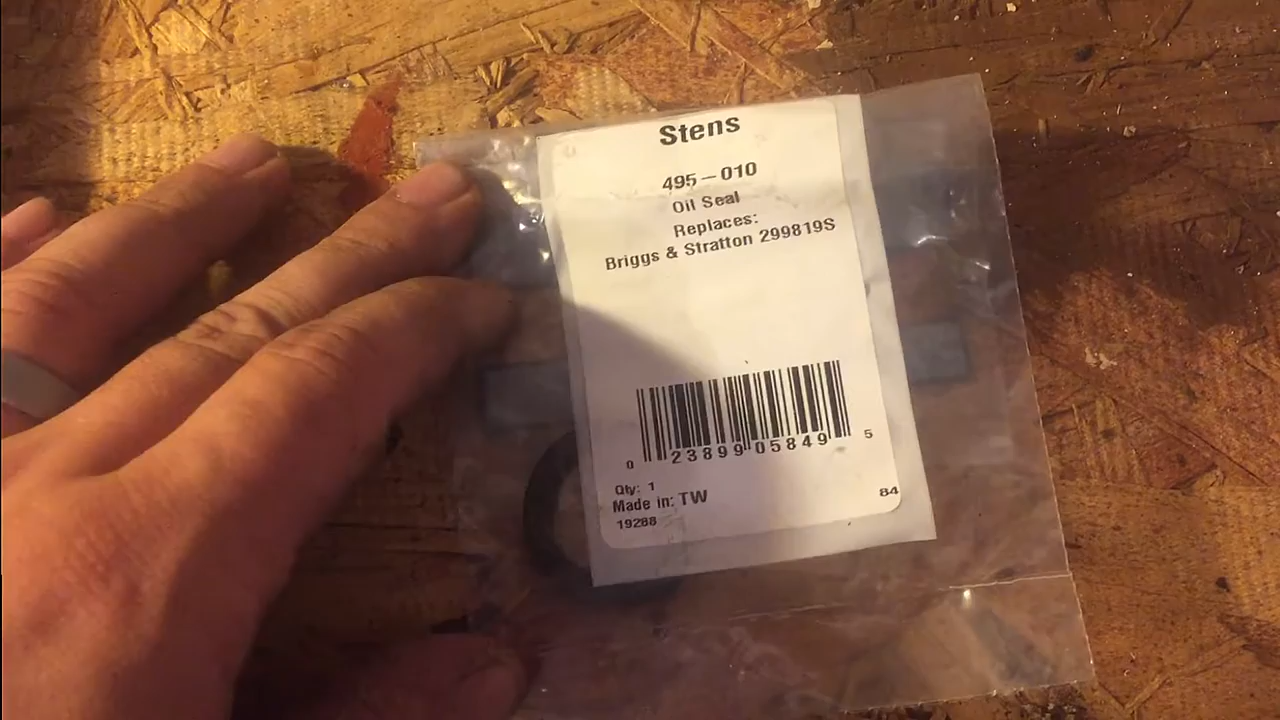 Stens
495-010
Oil Seal
Replaces:
Briggs & Stratton 299819S
0 23899 05849 5
Qty: 1
Made in: TW
84
19288